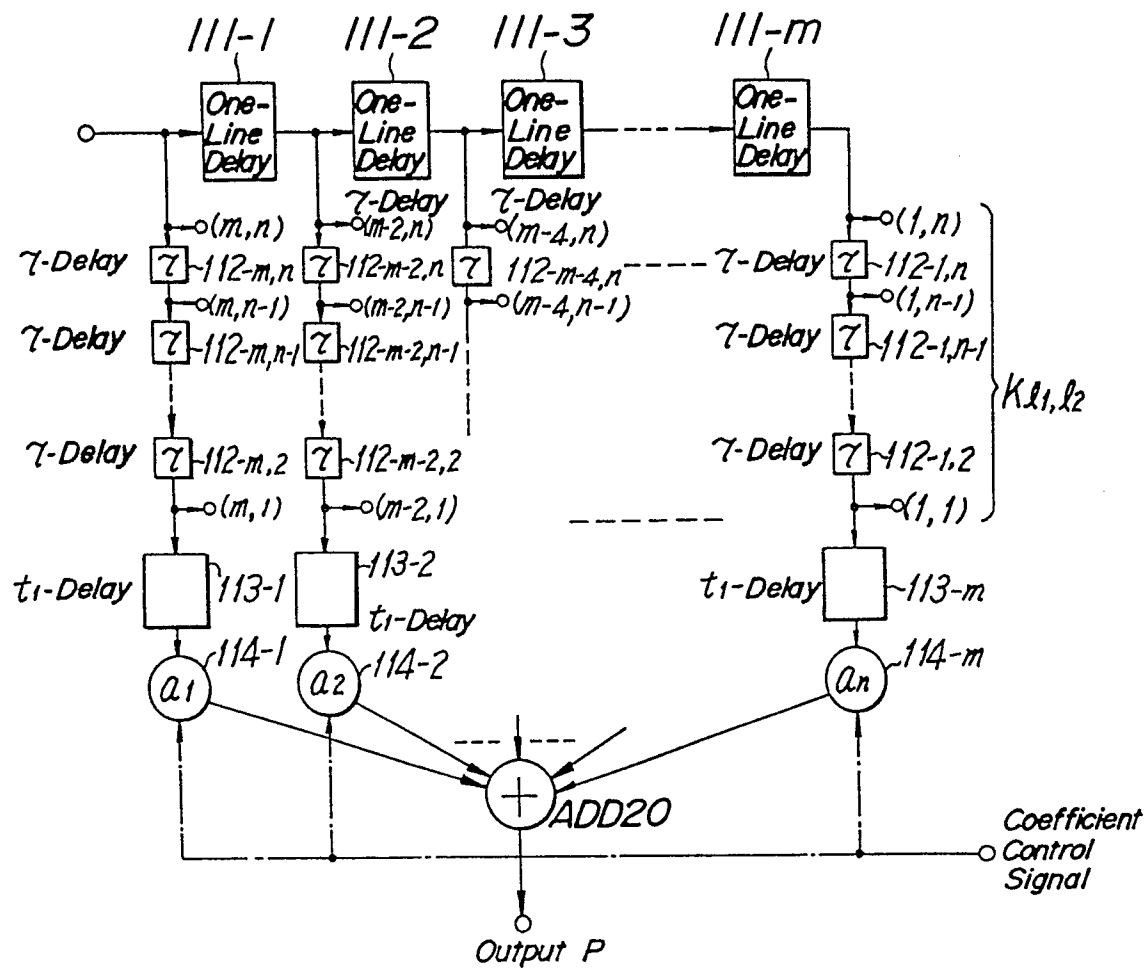 111-1 111-2 111-3 111-m
One-Line Delay One-Line Delay One-Line Delay One-Line Delay
τ-Delay τ-Delay
(m,n) (m-2,n) (m-4,n) (1,n)
τ-Delay τ 112-m,n τ 112-m-2,n τ 112-m-4,n τ-Delay τ 112-1,n
(m,n-1) (m-2,n-1) (m-4,n-1) (1,n-1)
τ-Delay τ 112-m,n-1 τ 112-m-2,n-1 τ-Delay τ 112-1,n-1
Kℓ1,ℓ2
τ-Delay τ 112-m,2 τ 112-m-2,2 τ-Delay τ 112-1,2
(m,1) (m-2,1) (1,1)
t1-Delay 113-1 113-2 t1-Delay 113-m
t1-Delay
114-1 114-2 114-m
a1 a2 an
+ ADD20
Coefficient
Control
Signal
Output P